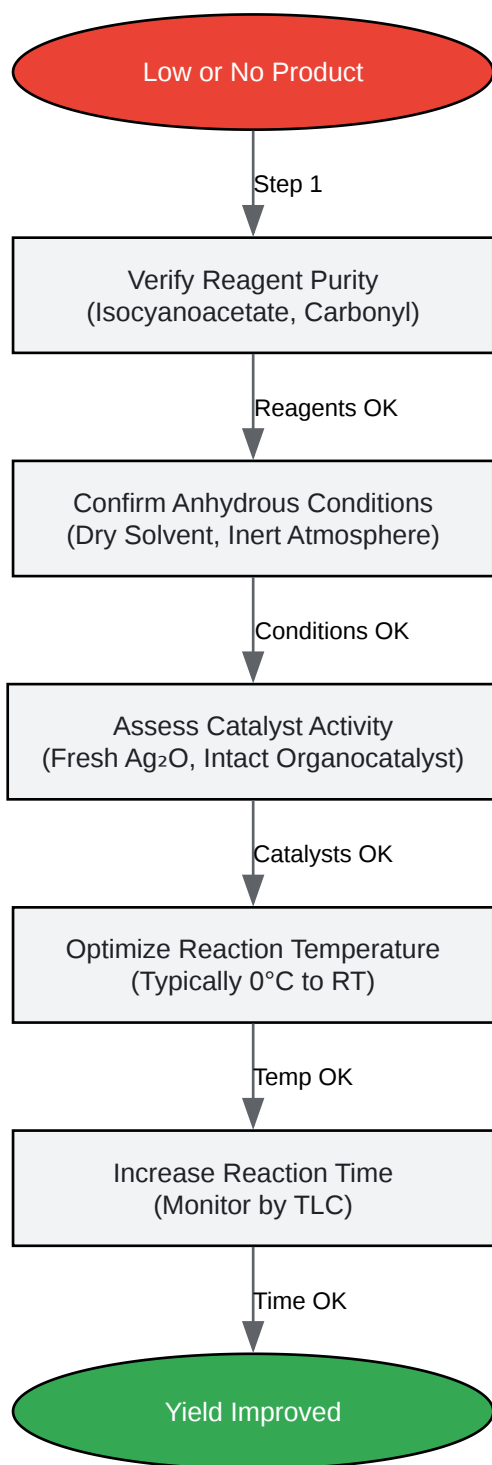 Low or No Product
Step 1
Verify Reagent Purity
(Isocyanoacetate, Carbonyl)
Reagents OK
Confirm Anhydrous Conditions
(Dry Solvent, Inert Atmosphere)
Conditions OK
Assess Catalyst Activity
(Fresh Ag₂O, Intact Organocatalyst)
Catalysts OK
Optimize Reaction Temperature
(Typically 0°C to RT)
Temp OK
Increase Reaction Time
(Monitor by TLC)
Time OK
Yield Improved